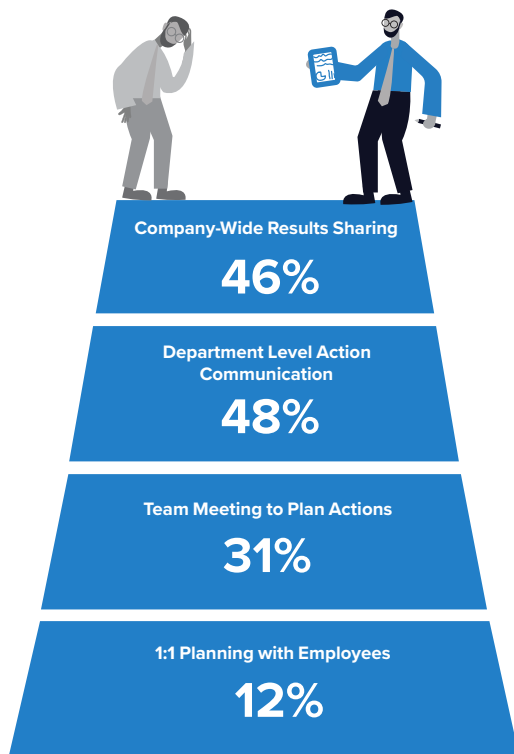 Company-Wide Results Sharing
46%
Department Level Action
Communication
48%
Team Meeting to Plan Actions
31%
1:1 Planning with Employees
12%